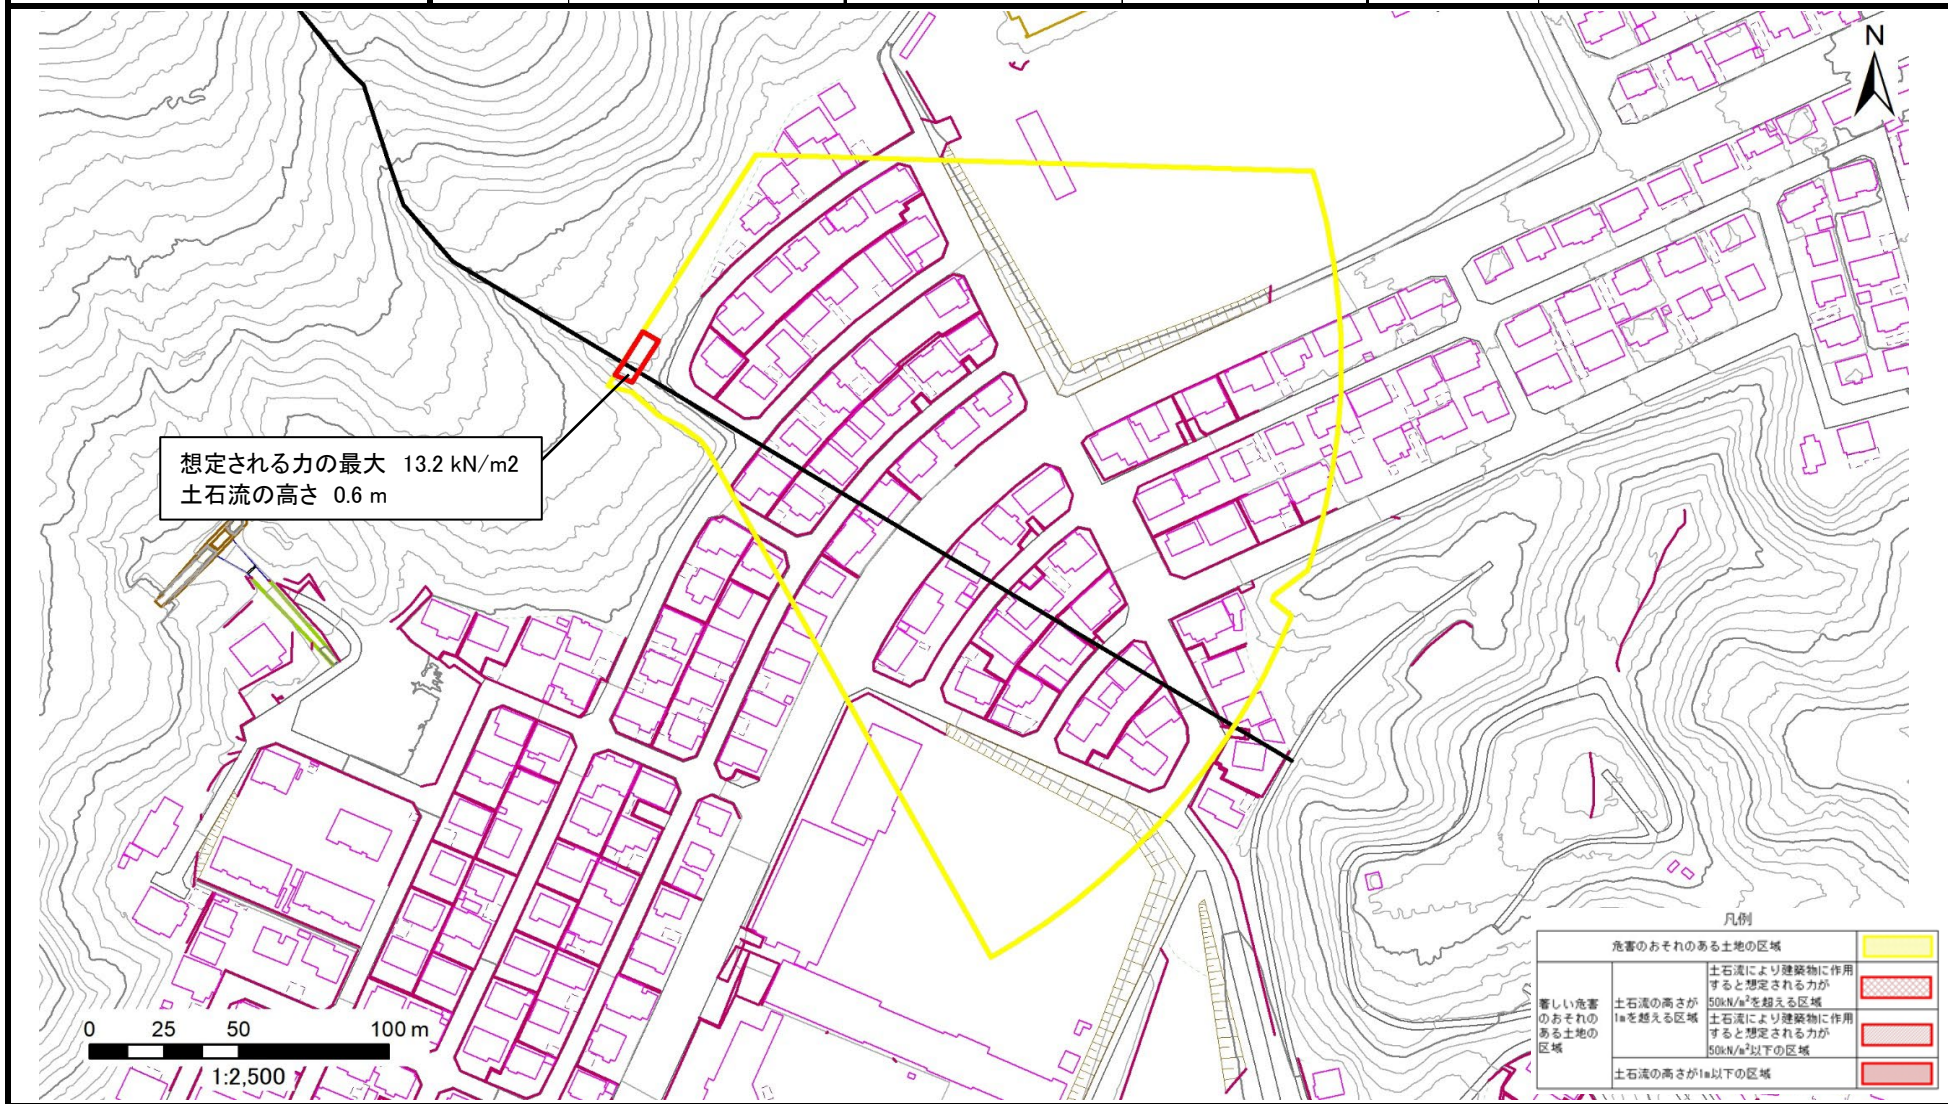 N
想定される力の最大 13.2 kN/m2
土石流の高さ 0.6 m
0 25 50 100 m
1:2,500
凡例
危害のおそれのある土地の区域
著しい危害
のおそれの
ある土地の
区域
土石流の高さが
1mを越える区域
土石流により建築物に作用
すると想定される力が
50kN/m²を超える区域
土石流により建築物に作用
すると想定される力が
50kN/m²以下の区域
土石流の高さが1m以下の区域